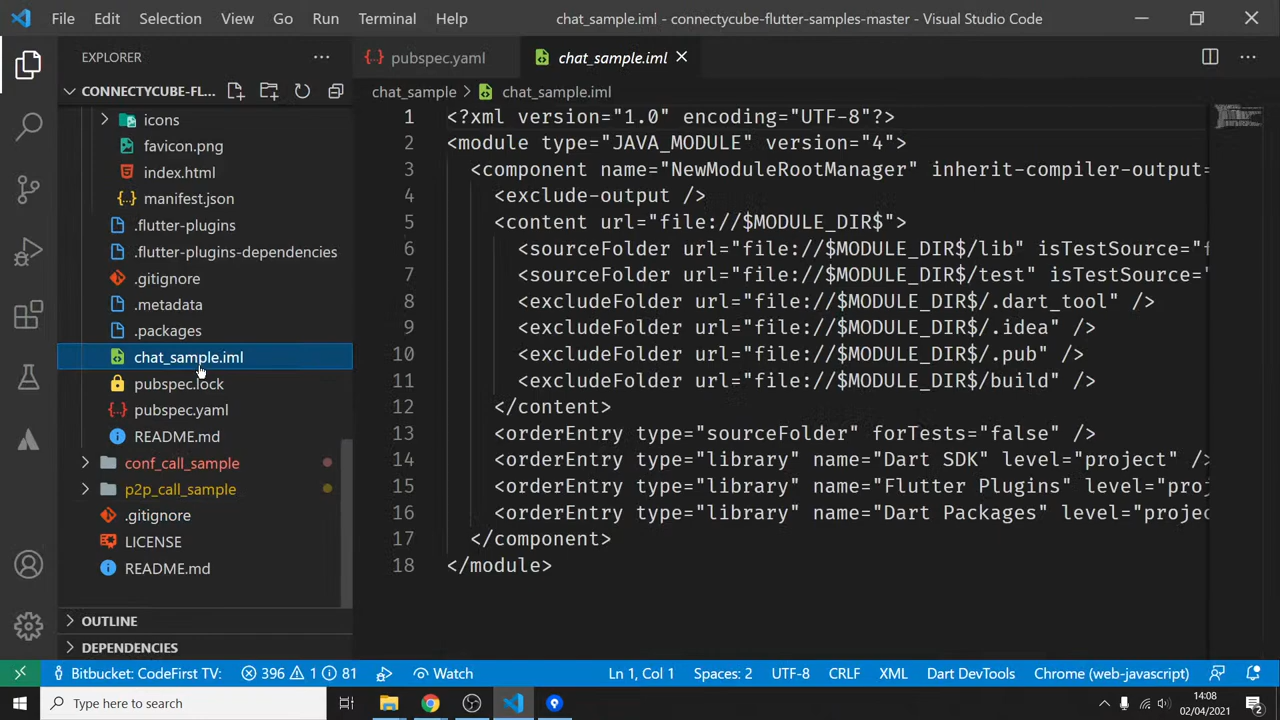 File Edit Selection View Go Run Terminal Help chat_sample.iml - connectycube-flutter-samples-master - Visual Studio Code
EXPLORER
CONNECTYCUBE-FL...
icons
favicon.png
index.html
manifest.json
.flutter-plugins
.flutter-plugins-dependencies
.gitignore
.metadata
.packages
chat_sample.iml
pubspec.lock
pubspec.yaml
README.md
conf_call_sample
p2p_call_sample
.gitignore
LICENSE
README.md
OUTLINE
DEPENDENCIES
pubspec.yaml chat_sample.iml
chat_sample chat_sample.iml
1 <?xml version="1.0" encoding="UTF-8"?>
2 <module type="JAVA_MODULE" version="4">
3 <component name="NewModuleRootManager" inherit-compiler-output=
4 <exclude-output />
5 <content url="file://$MODULE_DIR$">
6 <sourceFolder url="file://$MODULE_DIR$/lib" isTestSource="f
7 <sourceFolder url="file://$MODULE_DIR$/test" isTestSource="
8 <excludeFolder url="file://$MODULE_DIR$/.dart_tool" />
9 <excludeFolder url="file://$MODULE_DIR$/.idea" />
10 <excludeFolder url="file://$MODULE_DIR$/.pub" />
11 <excludeFolder url="file://$MODULE_DIR$/build" />
12 </content>
13 <orderEntry type="sourceFolder" forTests="false" />
14 <orderEntry type="library" name="Dart SDK" level="project" />
15 <orderEntry type="library" name="Flutter Plugins" level="proj
16 <orderEntry type="library" name="Dart Packages" level="projec
17 </component>
18 </module>
Bitbucket: CodeFirst TV: 396 1 81 Watch Ln 1, Col 1 Spaces: 2 UTF-8 CRLF XML Dart DevTools Chrome (web-javascript)
Type here to search
14:08
02/04/2021
2